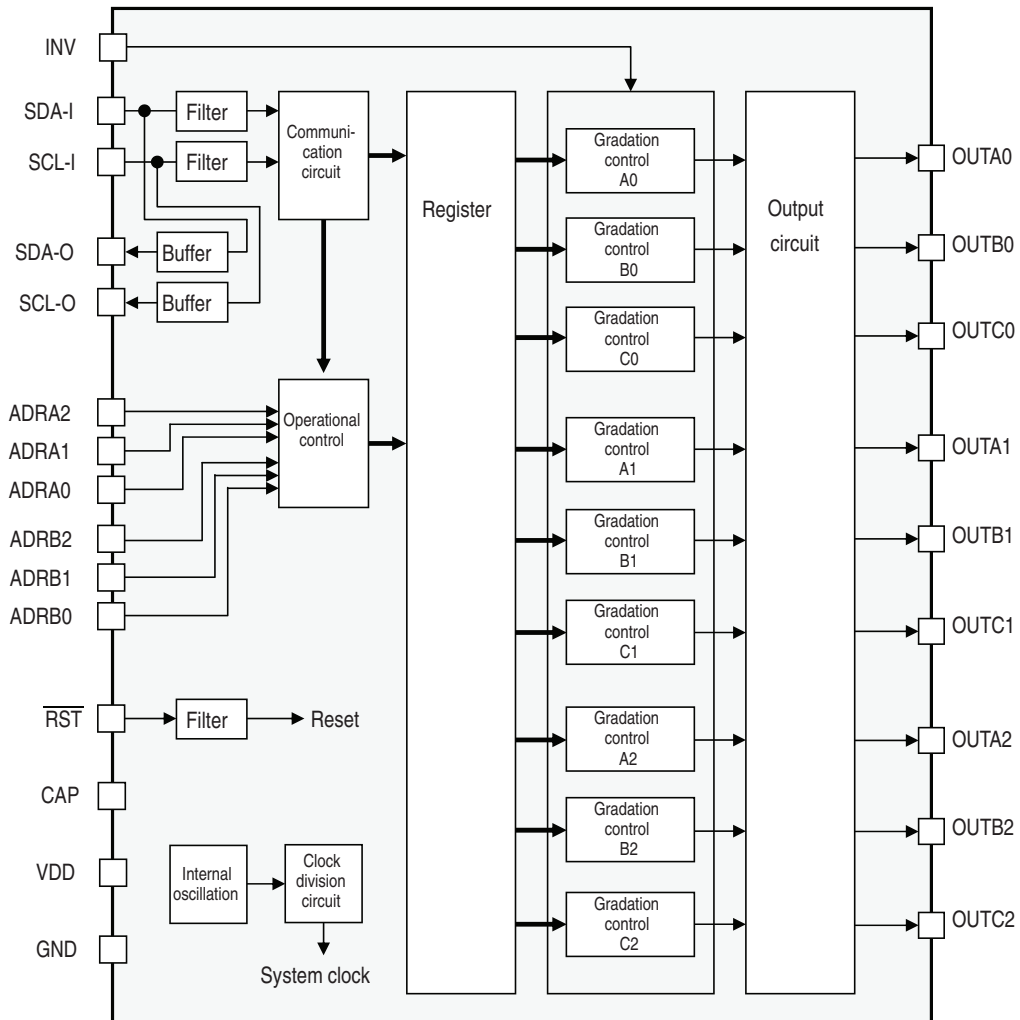 INV
SDA-I
SCL-I
SDA-O
SCL-O
ADRA2
ADRA1
ADRA0
ADRB2
ADRB1
ADRB0
RST
CAP
VDD
GND
Filter
Filter
Buffer
Buffer
Communi-
cation
circuit
Operational
control
Filter
Reset
Internal
oscillation
Clock
division
circuit
System clock
Register
Gradation
control
A0
Gradation
control
B0
Gradation
control
C0
Gradation
control
A1
Gradation
control
B1
Gradation
control
C1
Gradation
control
A2
Gradation
control
B2
Gradation
control
C2
Output
circuit
OUTA0
OUTB0
OUTC0
OUTA1
OUTB1
OUTC1
OUTA2
OUTB2
OUTC2